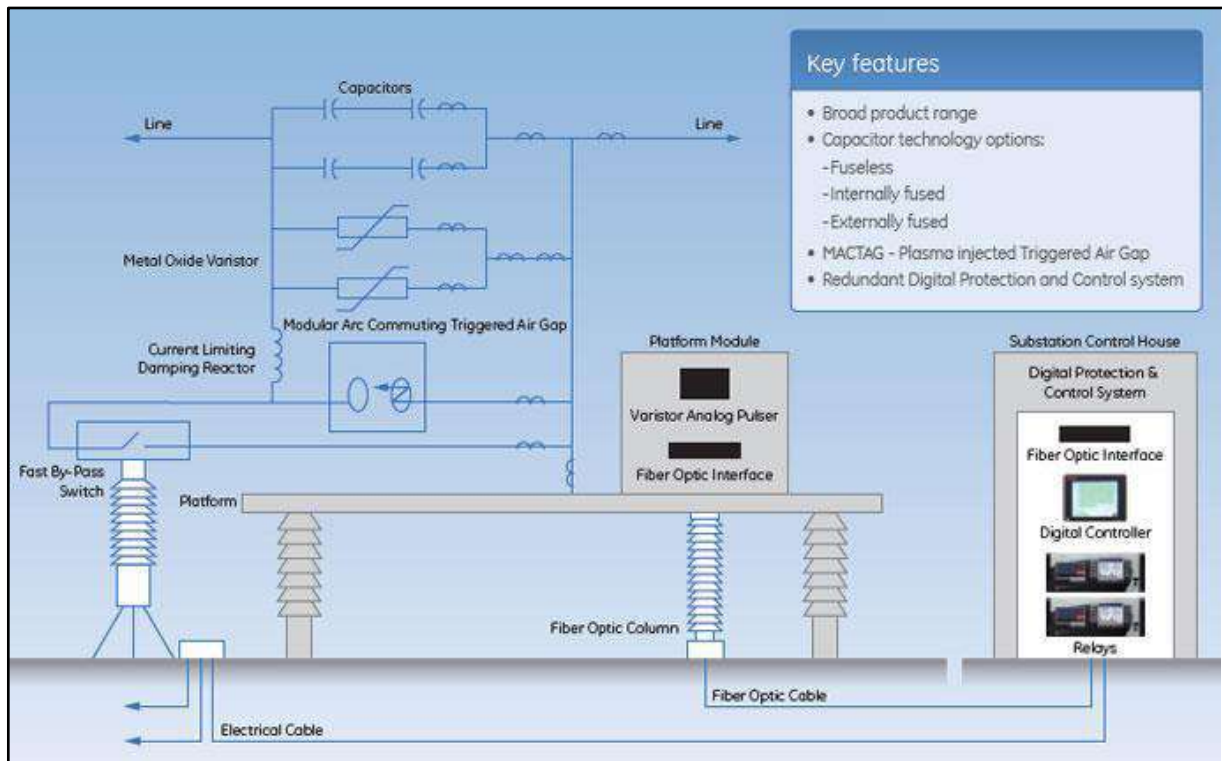 Key features
• Broad product range
• Capacitor technology options:
-Fuseless
-Internally fused
-Externally fused
• MACTAG - Plasma injected Triggered Air Gap
• Redundant Digital Protection and Control system
Capacitors
Line
Line
Metal Oxide Varistor
Modular Arc Commuting Triggered Air Gap
Current Limiting
Damping Reactor
Fast By-Pass
Switch
Platform
Platform Module
Varistor Analog Pulser
Fiber Optic Interface
Substation Control House
Digital Protection &
Control System
Fiber Optic Interface
Digital Controller
Relays
Fiber Optic Column
Fiber Optic Cable
Electrical Cable